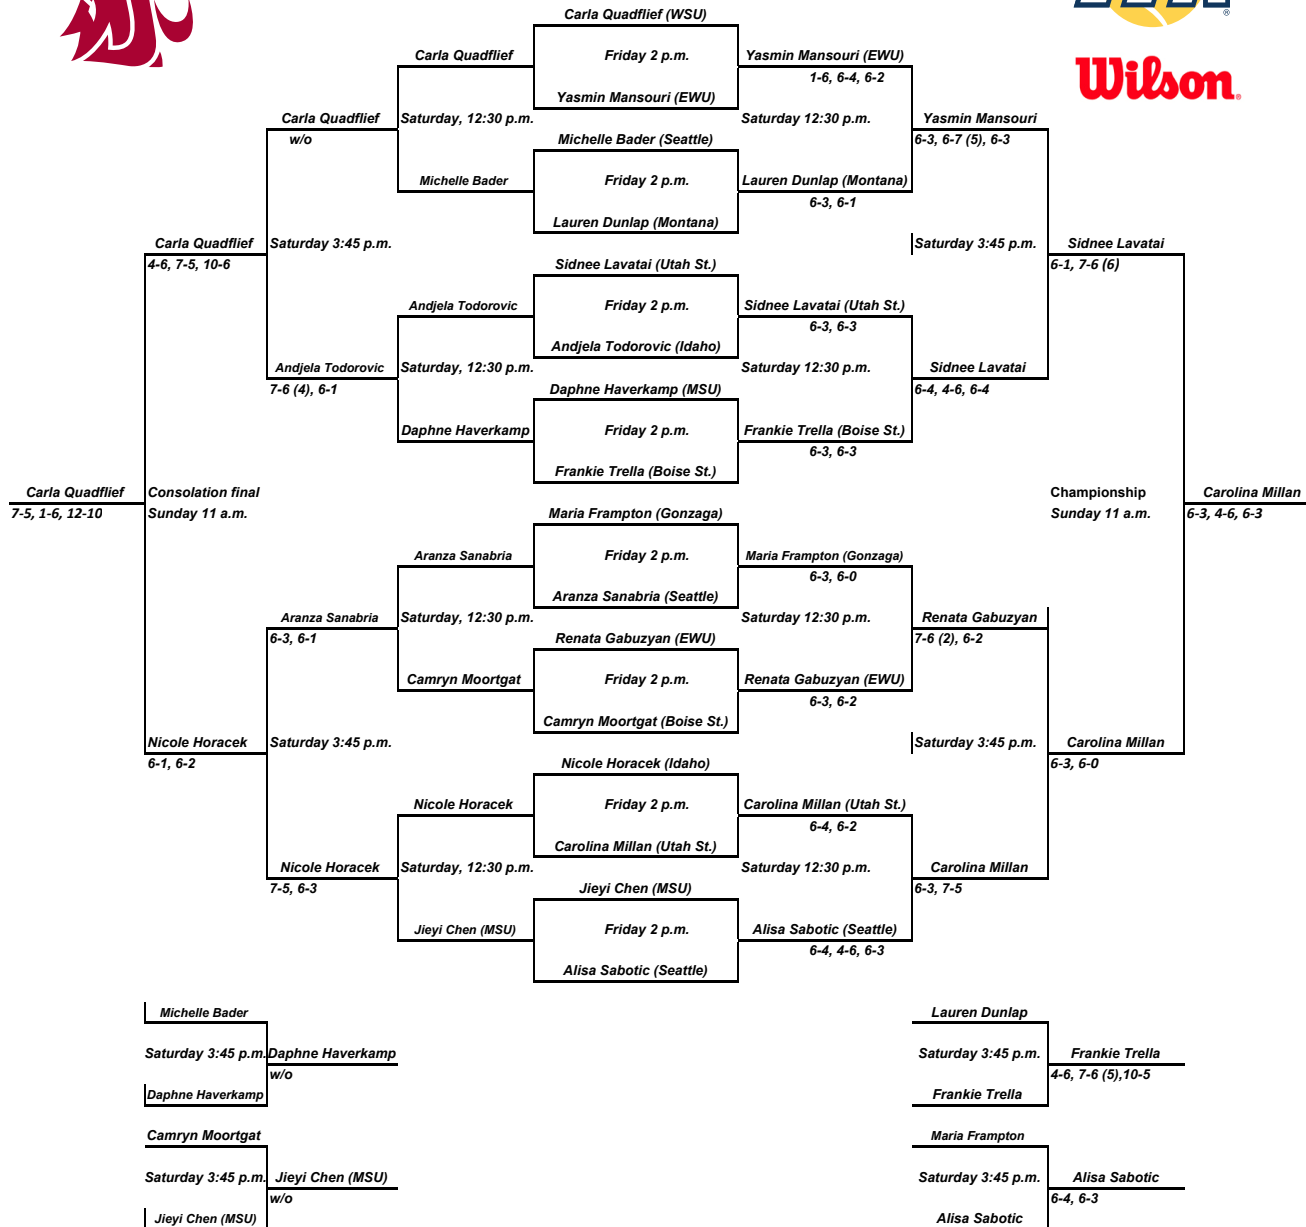 Carla Quadflief (WSU)
Carla Quadflief
Friday 2 p.m.
Yasmin Mansouri (EWU)
Wilson
1-6, 6-4, 6-2
Yasmin Mansouri (EWU)
Carla Quadflief
Saturday, 12:30 p.m.
Saturday 12:30 p.m.
Yasmin Mansouri
w/o
Michelle Bader (Seattle)
6-3, 6-7 (5), 6-3
Michelle Bader
Friday 2 p.m.
Lauren Dunlap (Montana)
6-3, 6-1
Lauren Dunlap (Montana)
Carla Quadflief
Saturday 3:45 p.m.
Saturday 3:45 p.m.
Sidnee Lavatai
4-6, 7-5, 10-6
Sidnee Lavatai (Utah St.)
6-1, 7-6 (6)
Andjela Todorovic
Friday 2 p.m.
Sidnee Lavatai (Utah St.)
6-3, 6-3
Andjela Todorovic (Idaho)
Andjela Todorovic
Saturday, 12:30 p.m.
Saturday 12:30 p.m.
Sidnee Lavatai
7-6 (4), 6-1
Daphne Haverkamp (MSU)
6-4, 4-6, 6-4
Daphne Haverkamp
Friday 2 p.m.
Frankie Trella (Boise St.)
6-3, 6-3
Frankie Trella (Boise St.)
Carla Quadflief
Consolation final
Championship
Carolina Millan
7-5, 1-6, 12-10
Sunday 11 a.m.
Maria Frampton (Gonzaga)
Sunday 11 a.m.
6-3, 4-6, 6-3
Aranza Sanabria
Friday 2 p.m.
Maria Frampton (Gonzaga)
6-3, 6-0
Aranza Sanabria (Seattle)
Aranza Sanabria
Saturday, 12:30 p.m.
Saturday 12:30 p.m.
Renata Gabuzyan
6-3, 6-1
Renata Gabuzyan (EWU)
7-6 (2), 6-2
Camryn Moortgat
Friday 2 p.m.
Renata Gabuzyan (EWU)
6-3, 6-2
Camryn Moortgat (Boise St.)
Nicole Horacek
Saturday 3:45 p.m.
Saturday 3:45 p.m.
Carolina Millan
6-1, 6-2
Nicole Horacek (Idaho)
6-3, 6-0
Nicole Horacek
Friday 2 p.m.
Carolina Millan (Utah St.)
6-4, 6-2
Carolina Millan (Utah St.)
Nicole Horacek
Saturday, 12:30 p.m.
Saturday 12:30 p.m.
Carolina Millan
7-5, 6-3
Jieyi Chen (MSU)
6-3, 7-5
Jieyi Chen (MSU)
Friday 2 p.m.
Alisa Sabotic (Seattle)
6-4, 4-6, 6-3
Alisa Sabotic (Seattle)
Michelle Bader
Lauren Dunlap
Saturday 3:45 p.m.
Daphne Haverkamp
Saturday 3:45 p.m.
Frankie Trella
w/o
4-6, 7-6 (5),10-5
Daphne Haverkamp
Frankie Trella
Camryn Moortgat
Maria Frampton
Saturday 3:45 p.m.
Jieyi Chen (MSU)
Saturday 3:45 p.m.
Alisa Sabotic
w/o
6-4, 6-3
Jieyi Chen (MSU)
Alisa Sabotic